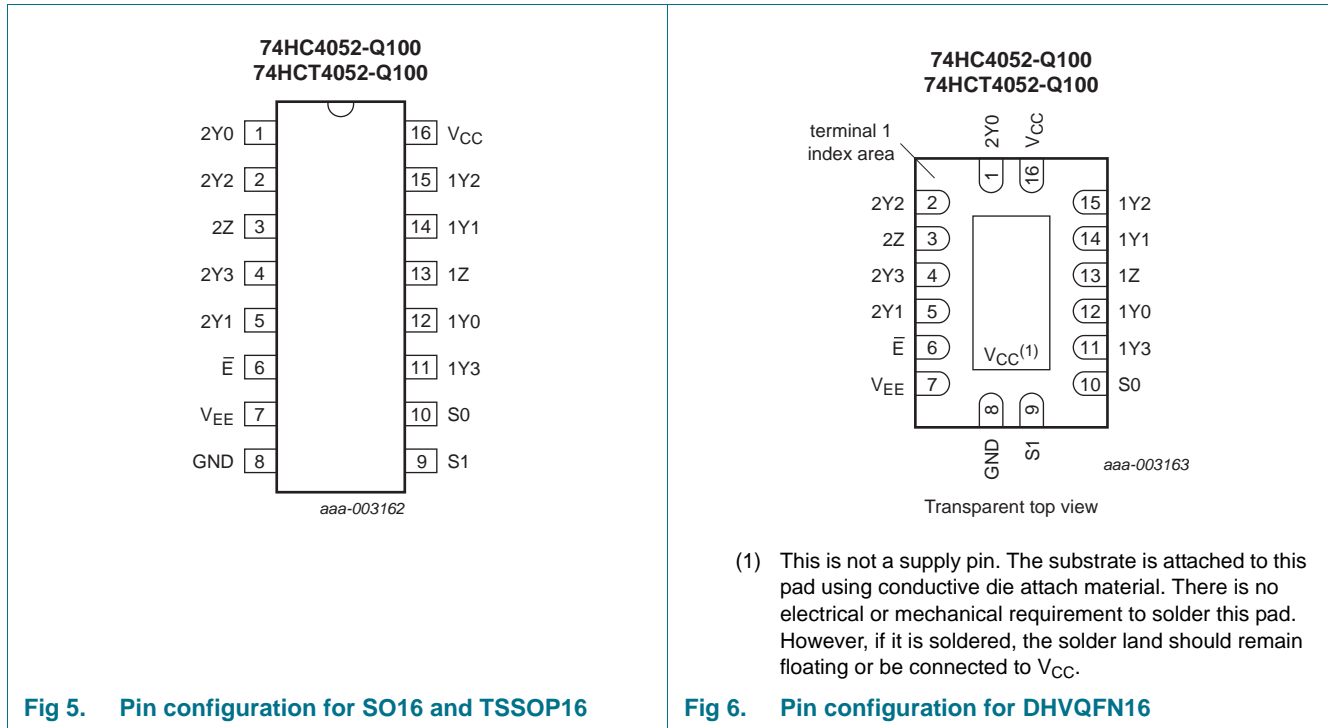 74HC4052-Q100
74HCT4052-Q100
2Y0 1 16 VCC
2Y2 2 15 1Y2
2Z 3 14 1Y1
2Y3 4 13 1Z
2Y1 5 12 1Y0
E̅ 6 11 1Y3
VEE 7 10 S0
GND 8 9 S1
aaa-003162
Fig 5. Pin configuration for SO16 and TSSOP16
74HC4052-Q100
74HCT4052-Q100
terminal 1
index area
2Y0 VCC
1 16
2Y2 2 15 1Y2
2Z 3 14 1Y1
2Y3 4 13 1Z
2Y1 5 12 1Y0
E̅ 6 VCC(1) 11 1Y3
VEE 7 10 S0
8 9
GND S1
aaa-003163
Transparent top view
(1) This is not a supply pin. The substrate is attached to this
pad using conductive die attach material. There is no
electrical or mechanical requirement to solder this pad.
However, if it is soldered, the solder land should remain
floating or be connected to VCC.
Fig 6. Pin configuration for DHVQFN16